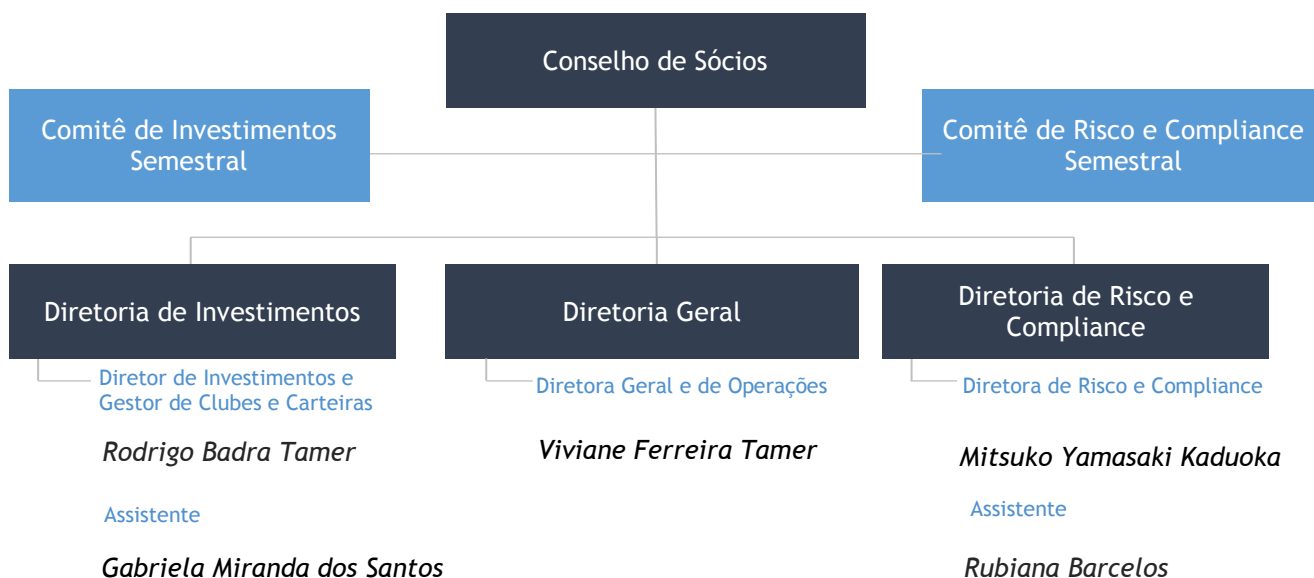 Conselho de Sócios
Comitê de Investimentos
Semestral
Comitê de Risco e Compliance
Semestral
Diretoria de Investimentos
Diretoria Geral
Diretoria de Risco e
Compliance
Diretor de Investimentos e
Gestor de Clubes e Carteiras
Diretora Geral e de Operações
Diretora de Risco e Compliance
Rodrigo Badra Tamer
Viviane Ferreira Tamer
Mitsuko Yamasaki Kaduoka
Assistente
Assistente
Gabriela Miranda dos Santos
Rubiana Barcelos